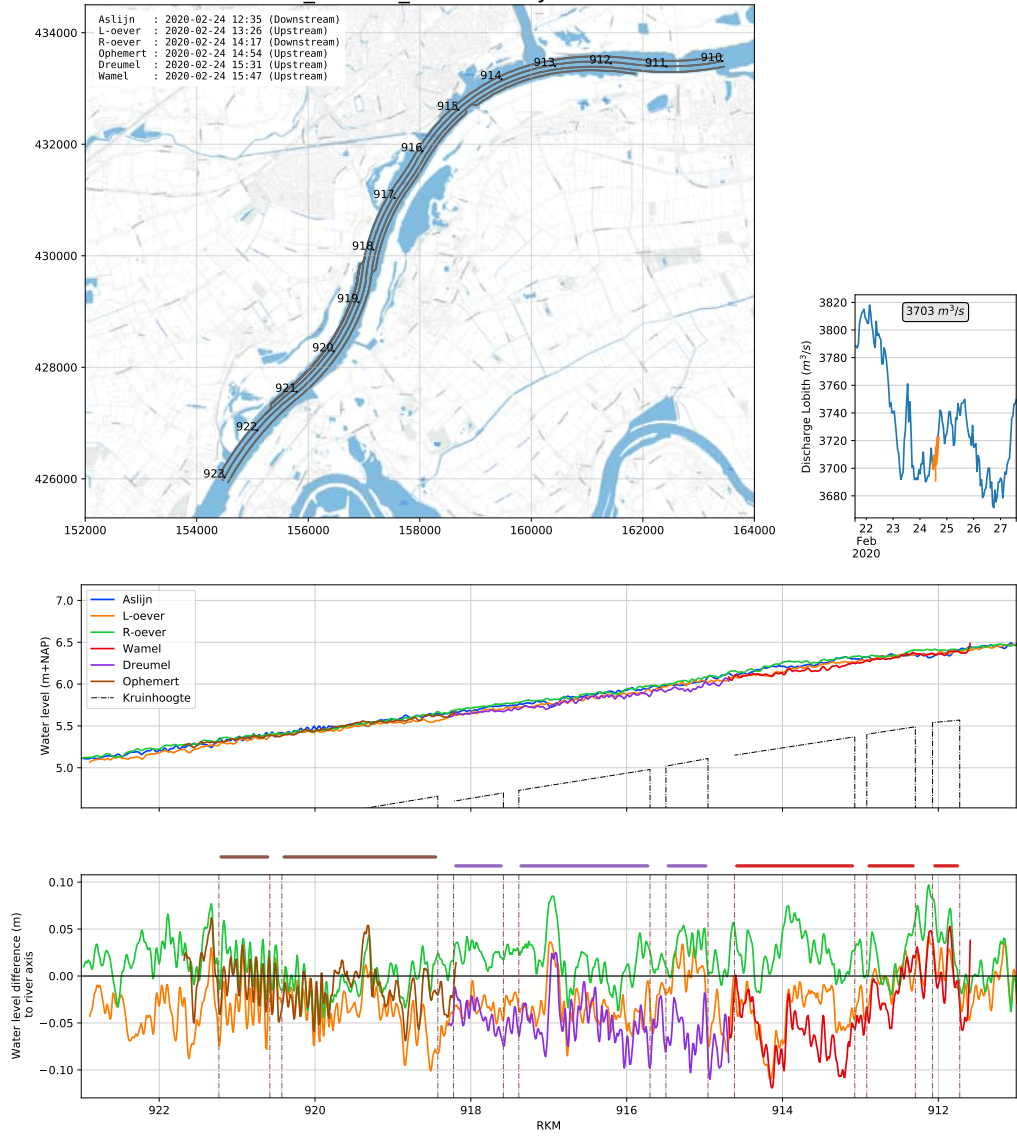 434000
432000
430000
428000
426000
152000 154000 156000 158000 160000 162000 164000
Aslijn : 2020-02-24 12:35 (Downstream)
L-oever : 2020-02-24 13:26 (Upstream)
R-oever : 2020-02-24 14:17 (Downstream)
Ophemert : 2020-02-24 14:54 (Upstream)
Dreumel : 2020-02-24 15:31 (Upstream)
Wamel : 2020-02-24 15:47 (Upstream)
910
911
912
913
914
915
916
917
918
919
920
921
922
923
3703 m³/s
Discharge Lobith (m³/s)
3820
3800
3780
3760
3740
3720
3700
3680
22 23 24 25 26 27
Feb
2020
Water level (m+NAP)
7.0
6.5
6.0
5.5
5.0
Aslijn
L-oever
R-oever
Wamel
Dreumel
Ophemert
Kruinhoogte
Water level difference (m)
to river axis
0.10
0.05
0.00
−0.05
−0.10
922 920 918 916 914 912
RKM